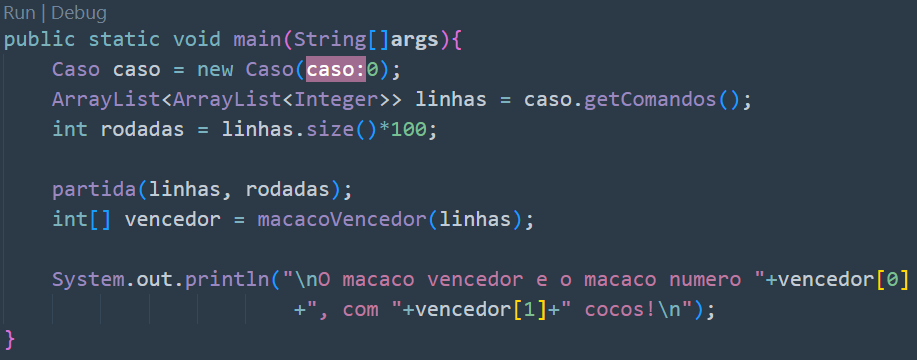 Run | Debug
public static void main(String[]args){
    Caso caso = new Caso(caso:0);
    ArrayList<ArrayList<Integer>> linhas = caso.getComandos();
    int rodadas = linhas.size()*100;
    partida(linhas, rodadas);
    int[] vencedor = macacoVencedor(linhas);
    System.out.println("\nO macaco vencedor e o macaco numero "+vencedor[0]
                    +", com "+vencedor[1]+" cocos!\n");
}